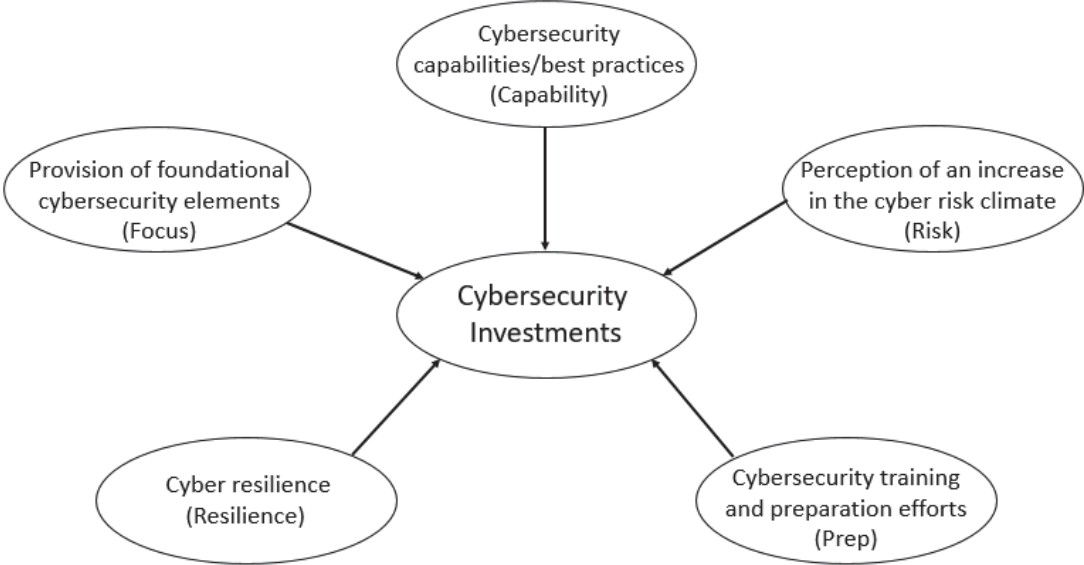 Cybersecurity
capabilities/best practices
(Capability)
Provision of foundational
cybersecurity elements
(Focus)
Perception of an increase
in the cyber risk climate
(Risk)
Cybersecurity
Investments
Cyber resilience
(Resilience)
Cybersecurity training
and preparation efforts
(Prep)